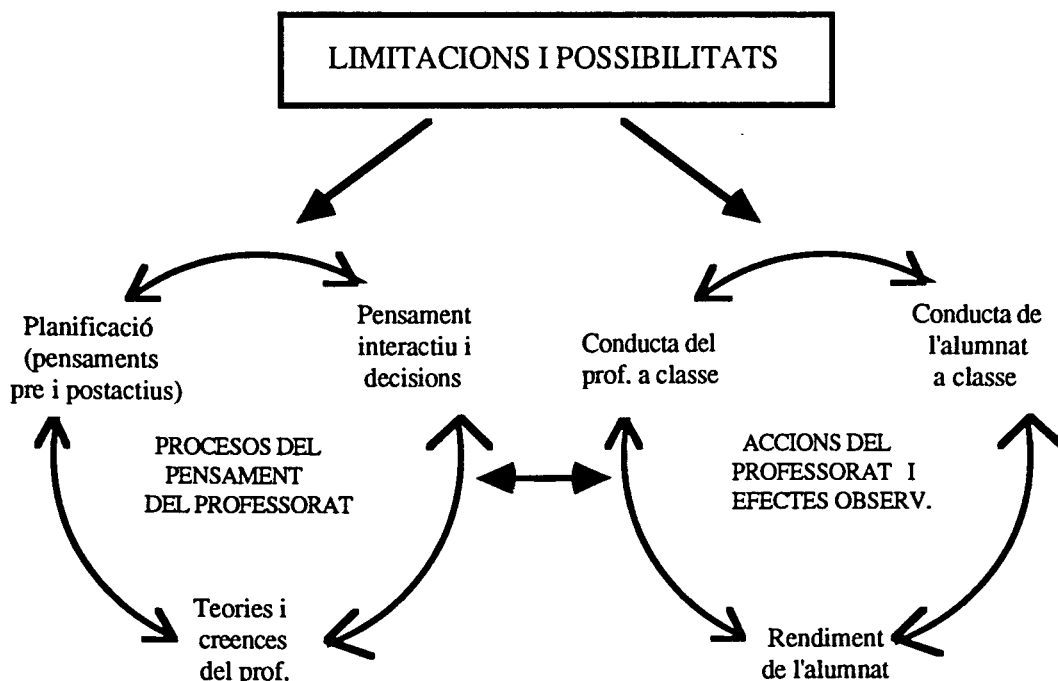 LIMITACIONS I POSSIBILITATS
Planificació
(pensaments
pre i postactius)
Pensament
interactiu i
decisions
Conducta del
prof. a classe
Conducta de
l'alumnat
a classe
PROCESOS DEL
PENSAMENT
DEL PROFESSORAT
ACCIONS DEL
PROFESSORAT I
EFECTES OBSERV.
Teories i
creences
del prof.
Rendiment
de l'alumnat